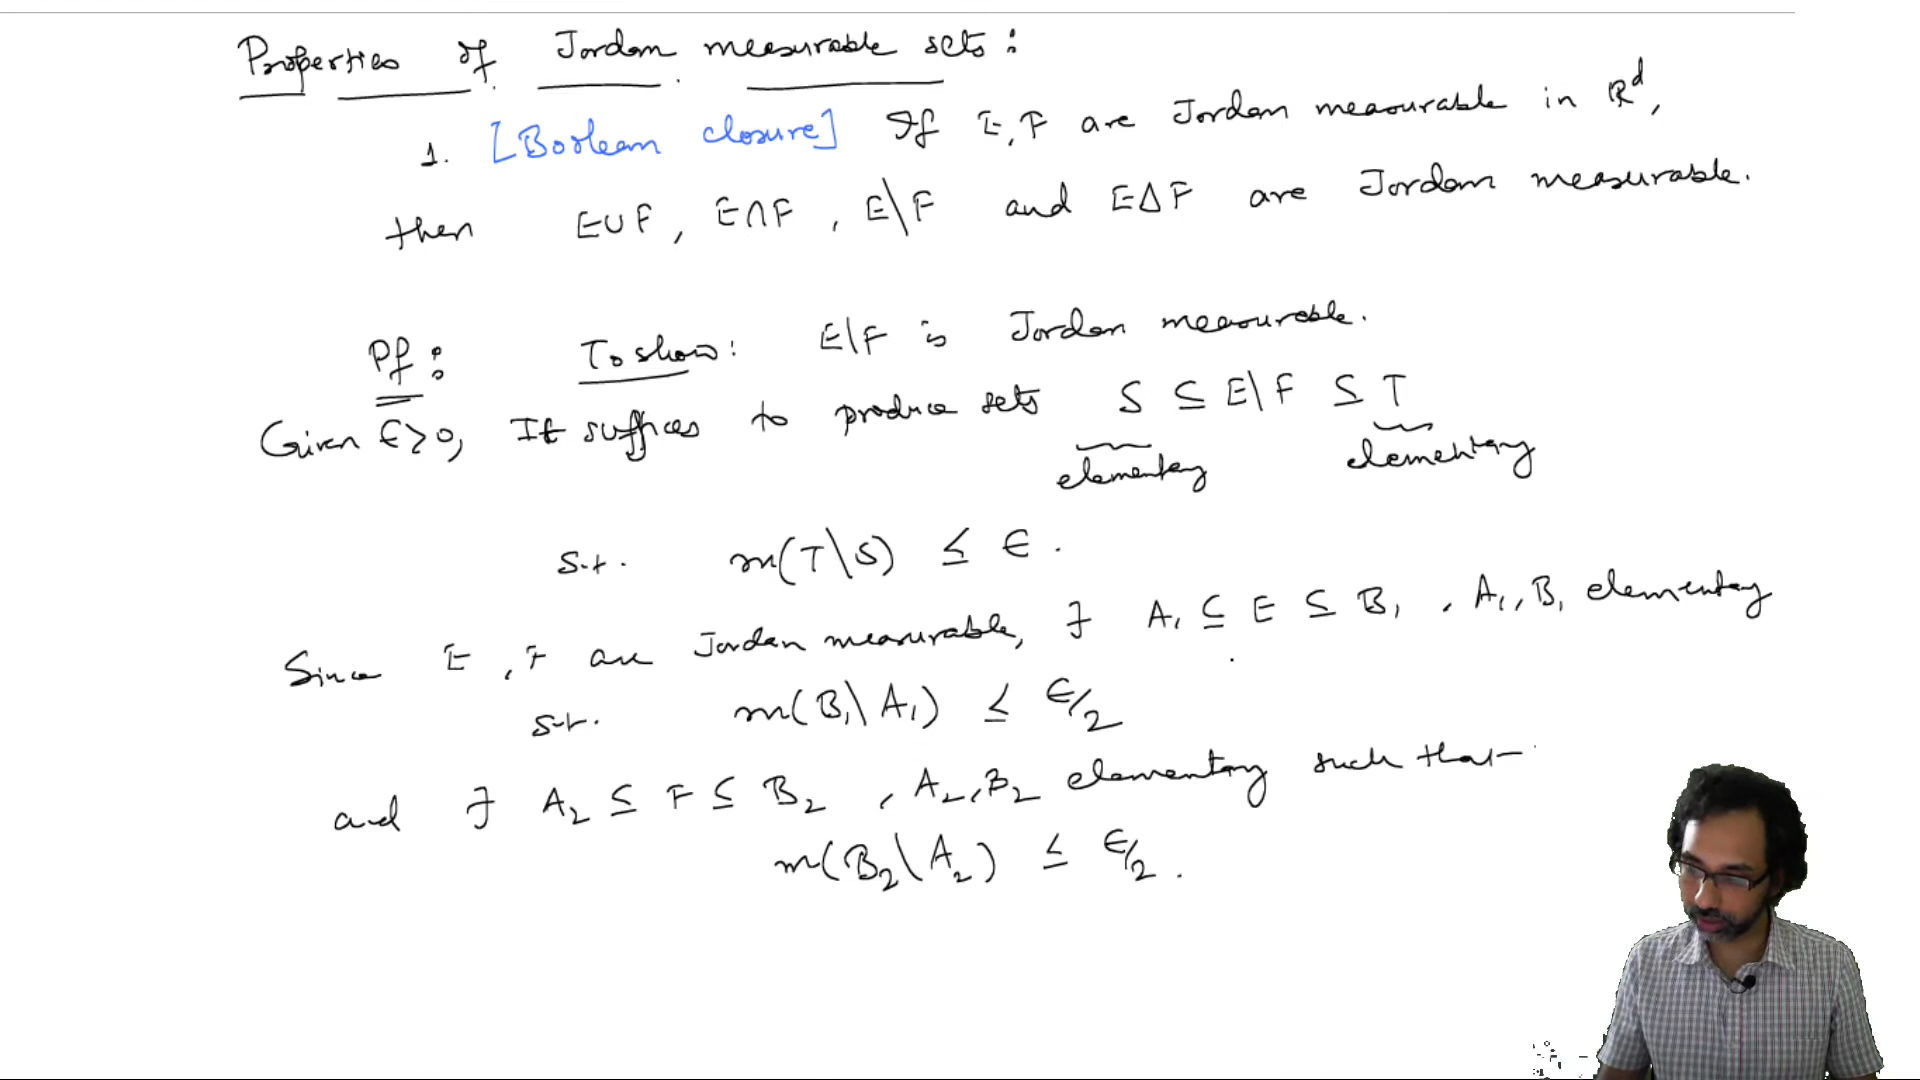 Properties of Jordan measurable sets:
1. [Boolean closure] If E, F are Jordan measurable in ℝᵈ,
then E∪F, E∩F, E\F and E△F are Jordan measurable.
Pf: To show: E\F is Jordan measurable.
Given ϵ>0, It suffices to produce sets S ⊆ E\F ⊆ T
elementary elementary
s.t. m(T\S) ≤ ϵ.
Since E, F are Jordan measurable, ∃ A₁ ⊆ E ⊆ B₁, A₁, B₁ elementary
s.t. m(B₁\A₁) ≤ ϵ/2
and ∃ A₂ ⊆ F ⊆ B₂, A₂, B₂ elementary such that
m(B₂\A₂) ≤ ϵ/2.